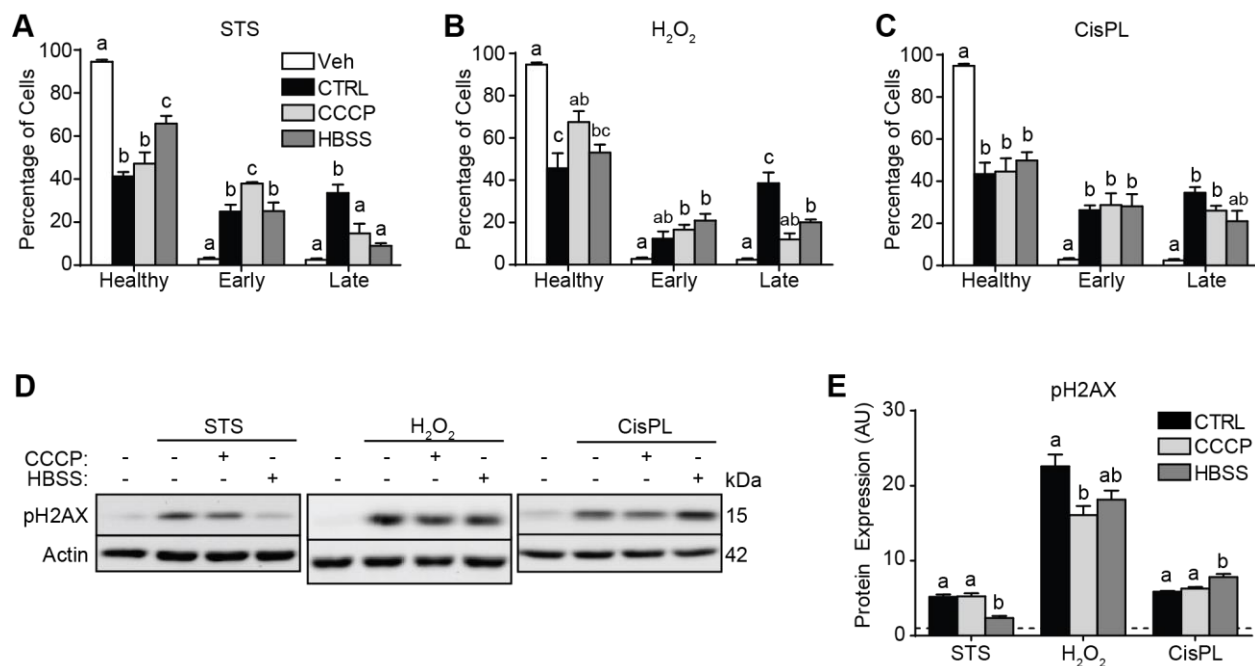 A
STS
Percentage of Cells
100
80
60
40
20
0
a
b
b
c
a
b
c
b
a
b
a
a
Healthy
Early
Late
Veh
CTRL
CCCP
HBSS
B
H₂O₂
Percentage of Cells
100
80
60
40
20
0
a
c
ab
bc
a
ab
b
b
a
c
ab
b
Healthy
Early
Late
C
CisPL
Percentage of Cells
100
80
60
40
20
0
a
b
b
b
a
b
b
b
a
b
b
ab
Healthy
Early
Late
D
STS
H₂O₂
CisPL
CCCP: - - + - - - + - - - + -
HBSS: - - - + - - - + - - - + kDa
pH2AX 15
Actin 42
E
pH2AX
Protein Expression (AU)
30
20
10
0
a
a
b
a
b
ab
a
a
b
STS
H₂O₂
CisPL
CTRL
CCCP
HBSS